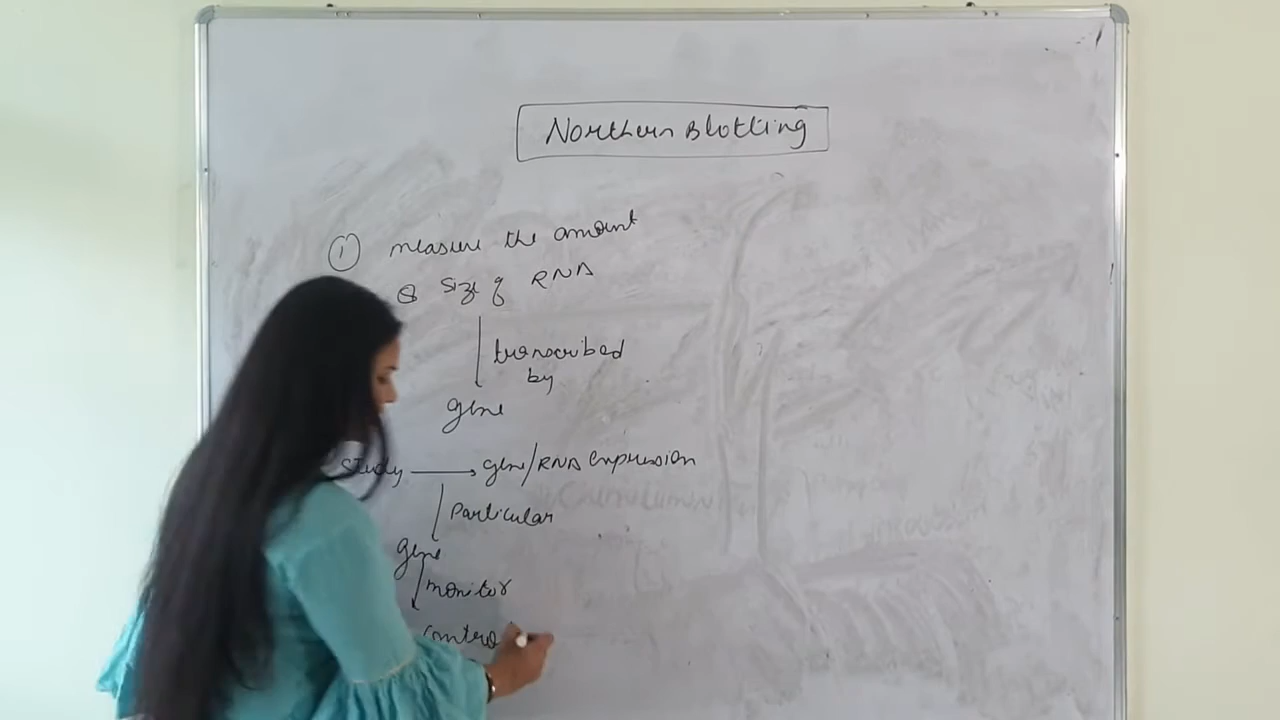 Northern Blotting
① measure the amount
& size of RNA
transcribed
by
gene
study → gene/RNA expression
Particular
gene
monitor
contro